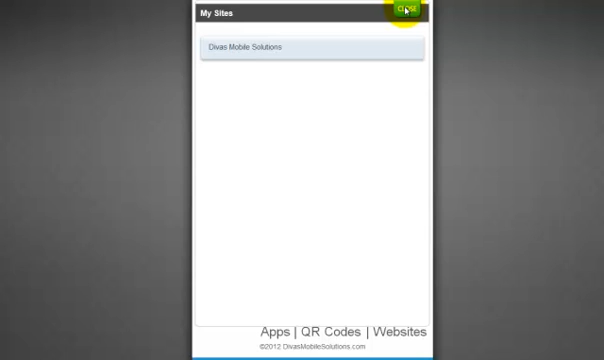 My Sites
CLOSE
Divas Mobile Solutions
Apps | QR Codes | Websites
©2012 DivasMobileSolutions.com